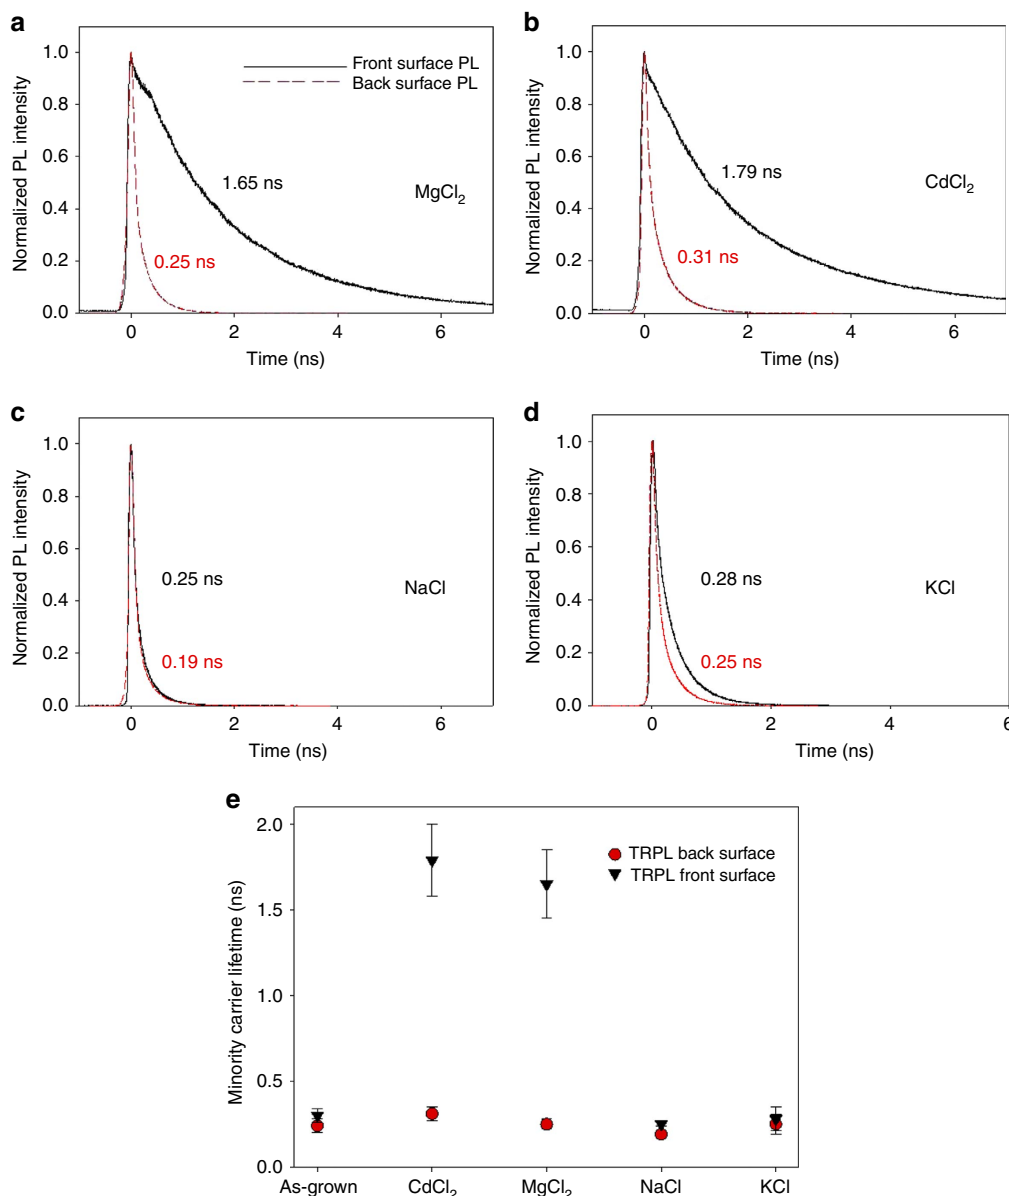 a
1.0
0.8
0.6
0.4
0.2
0.0
Normalized PL intensity
Front surface PL
Back surface PL
1.65 ns
MgCl₂
0.25 ns
0
2
4
6
Time (ns)
b
1.0
0.8
0.6
0.4
0.2
0.0
Normalized PL intensity
1.79 ns
CdCl₂
0.31 ns
0
2
4
6
Time (ns)
c
1.0
0.8
0.6
0.4
0.2
0.0
Normalized PL intensity
0.25 ns
NaCl
0.19 ns
0
2
4
6
Time (ns)
d
1.0
0.8
0.6
0.4
0.2
0.0
Normalized PL intensity
0.28 ns
KCl
0.25 ns
0
2
4
6
Time (ns)
e
2.0
1.5
1.0
0.5
0.0
Minority carrier lifetime (ns)
TRPL back surface
TRPL front surface
As-grown
CdCl₂
MgCl₂
NaCl
KCl